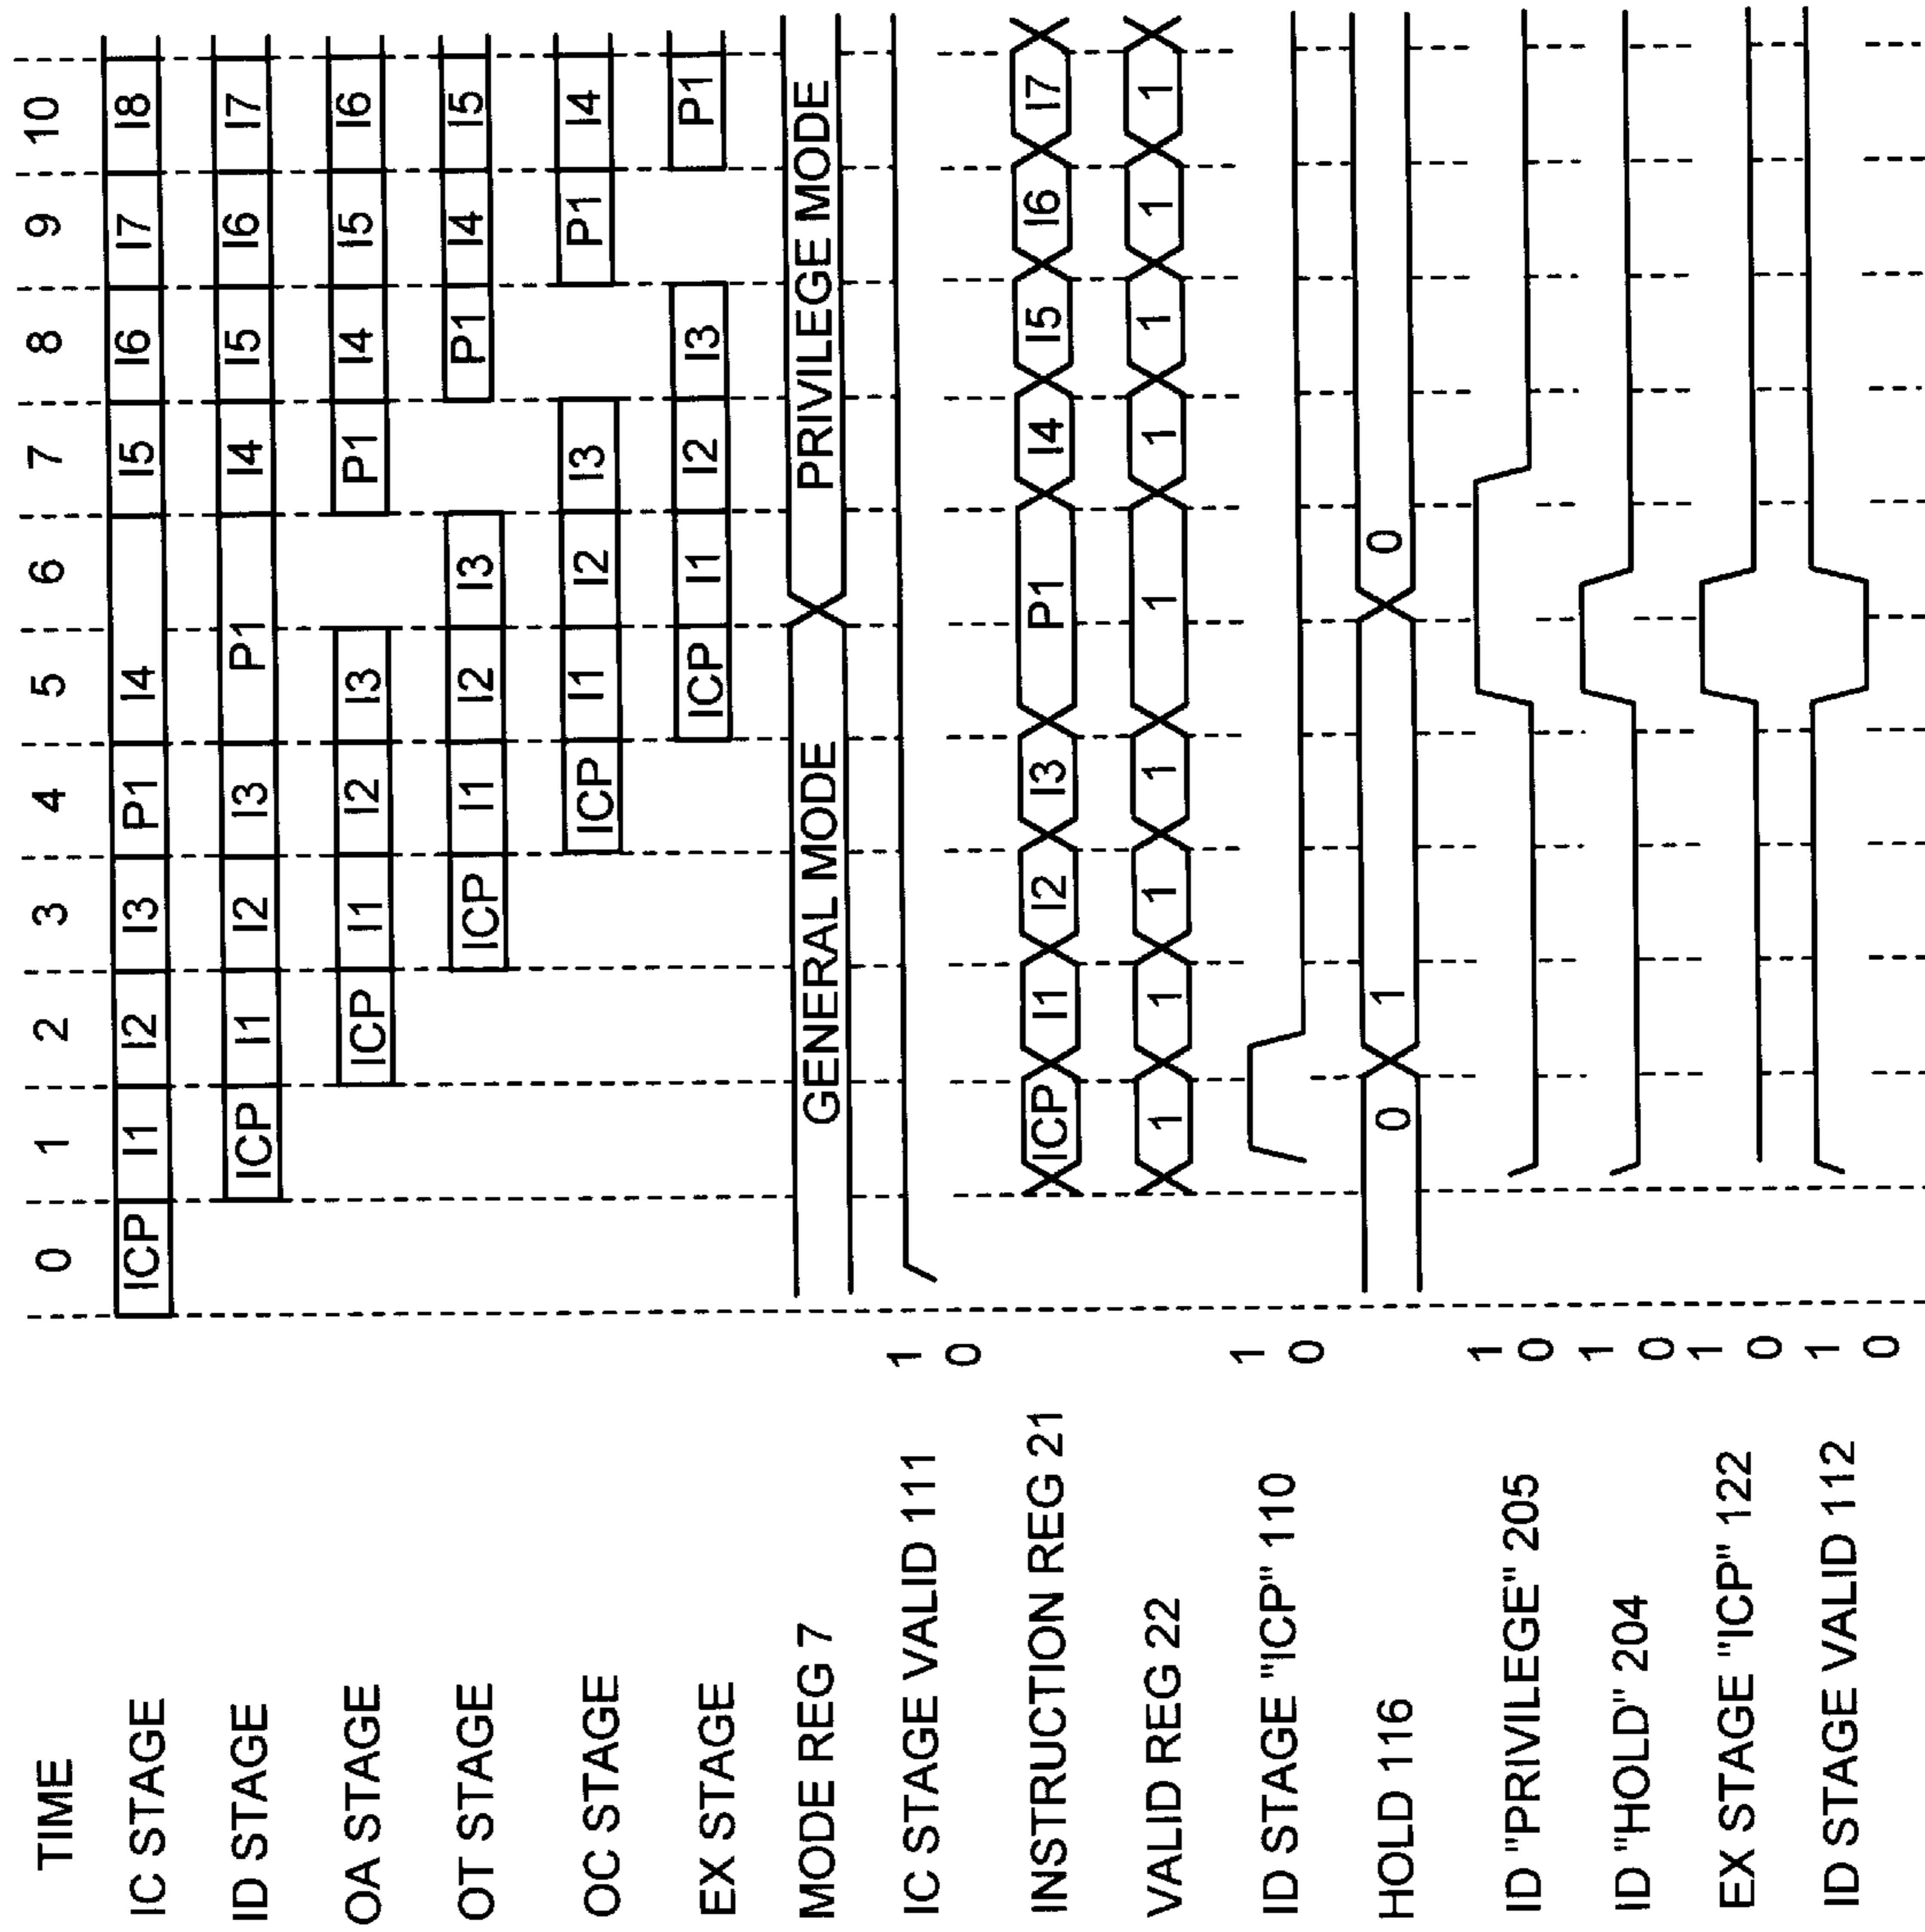 TIME 0 1 2 3 4 5 6 7 8 9 10
IC STAGE ICP I1 I2 I3 P1 I4 I5 I6 I7 I8
ID STAGE ICP I1 I2 I3 P1 I4 I5 I6 I7
OA STAGE ICP I1 I2 I3 P1 I4 I5 I6
OT STAGE ICP I1 I2 I3 P1 I4 I5
OC STAGE ICP I1 I2 I3 P1 I4
EX STAGE ICP I1 I2 I3 P1
MODE REG 7 GENERAL MODE PRIVILEGE MODE
IC STAGE VALID 111 1
0
INSTRUCTION REG 21 ICP I1 I2 I3 P1 I4 I5 I6 I7
VALID REG 22 1 1 1 1 1 1 1 1 1
ID STAGE "ICP" 110 1
0
HOLD 116 0 1 0
ID "PRIVILEGE" 205 1
0
ID "HOLD" 204 1
0
EX STAGE "ICP" 122 1
0
ID STAGE VALID 112 1
0